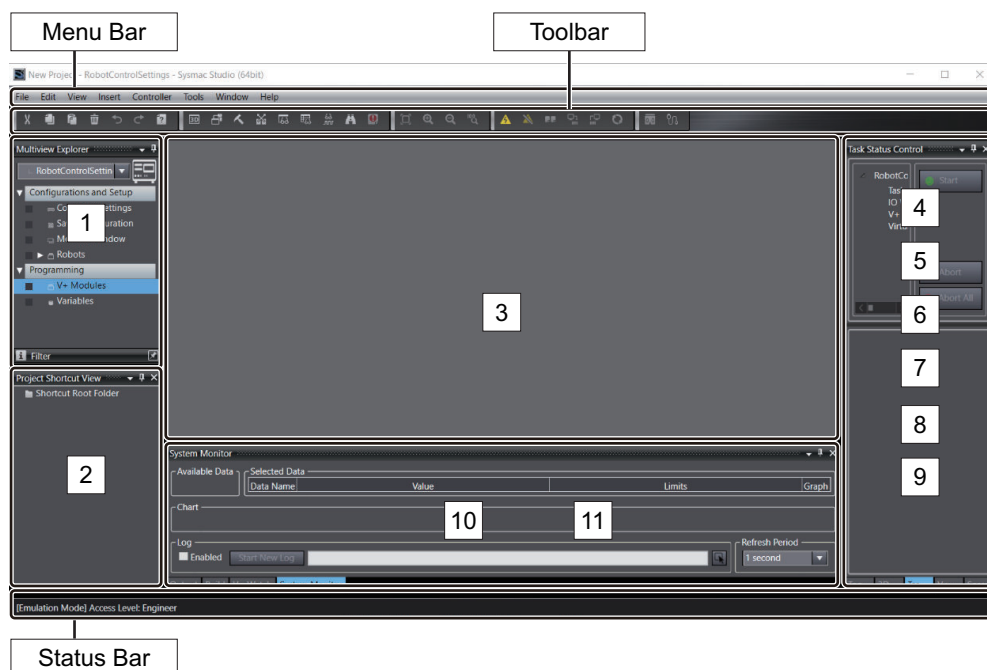 Menu Bar
Toolbar
New Project - RobotControlSettings - Sysmac Studio (64bit)
File Edit View Insert Controller Tools Window Help
Multiview Explorer
RobotControlSettin
Configurations and Setup
1
Robots
Programming
V+ Modules
Variables
Filter
Project Shortcut View
Shortcut Root Folder
2
3
System Monitor
Available Data
Selected Data
Data Name Value Limits Graph
Chart
10
11
Log
Enabled
Start New Log
Refresh Period
1 second
Task Status Control
RobotCo
Start
4
V+
5
Abort
Abort All
6
7
8
9
[Emulation Mode] Access Level: Engineer
Status Bar